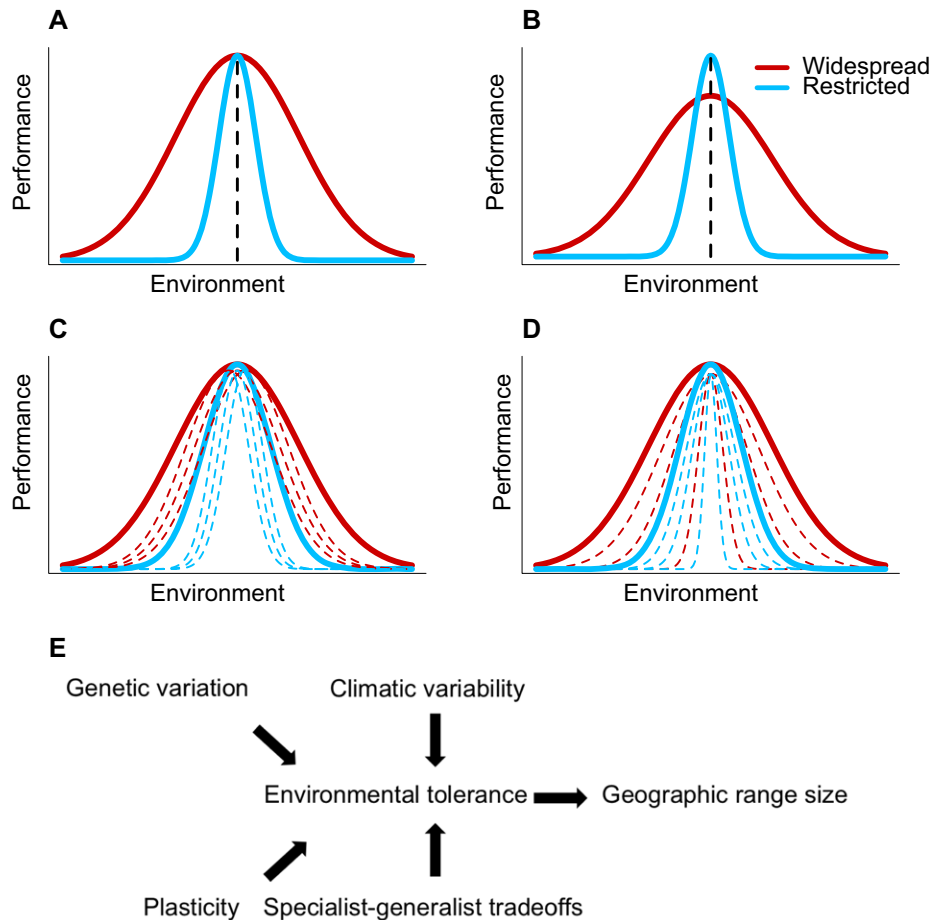 A
B
Performance
Environment
Performance
Environment
Widespread
Restricted
C
D
Performance
Environment
Performance
Environment
E
Genetic variation
Climatic variability
Environmental tolerance
Geographic range size
Plasticity
Specialist-generalist tradeoffs